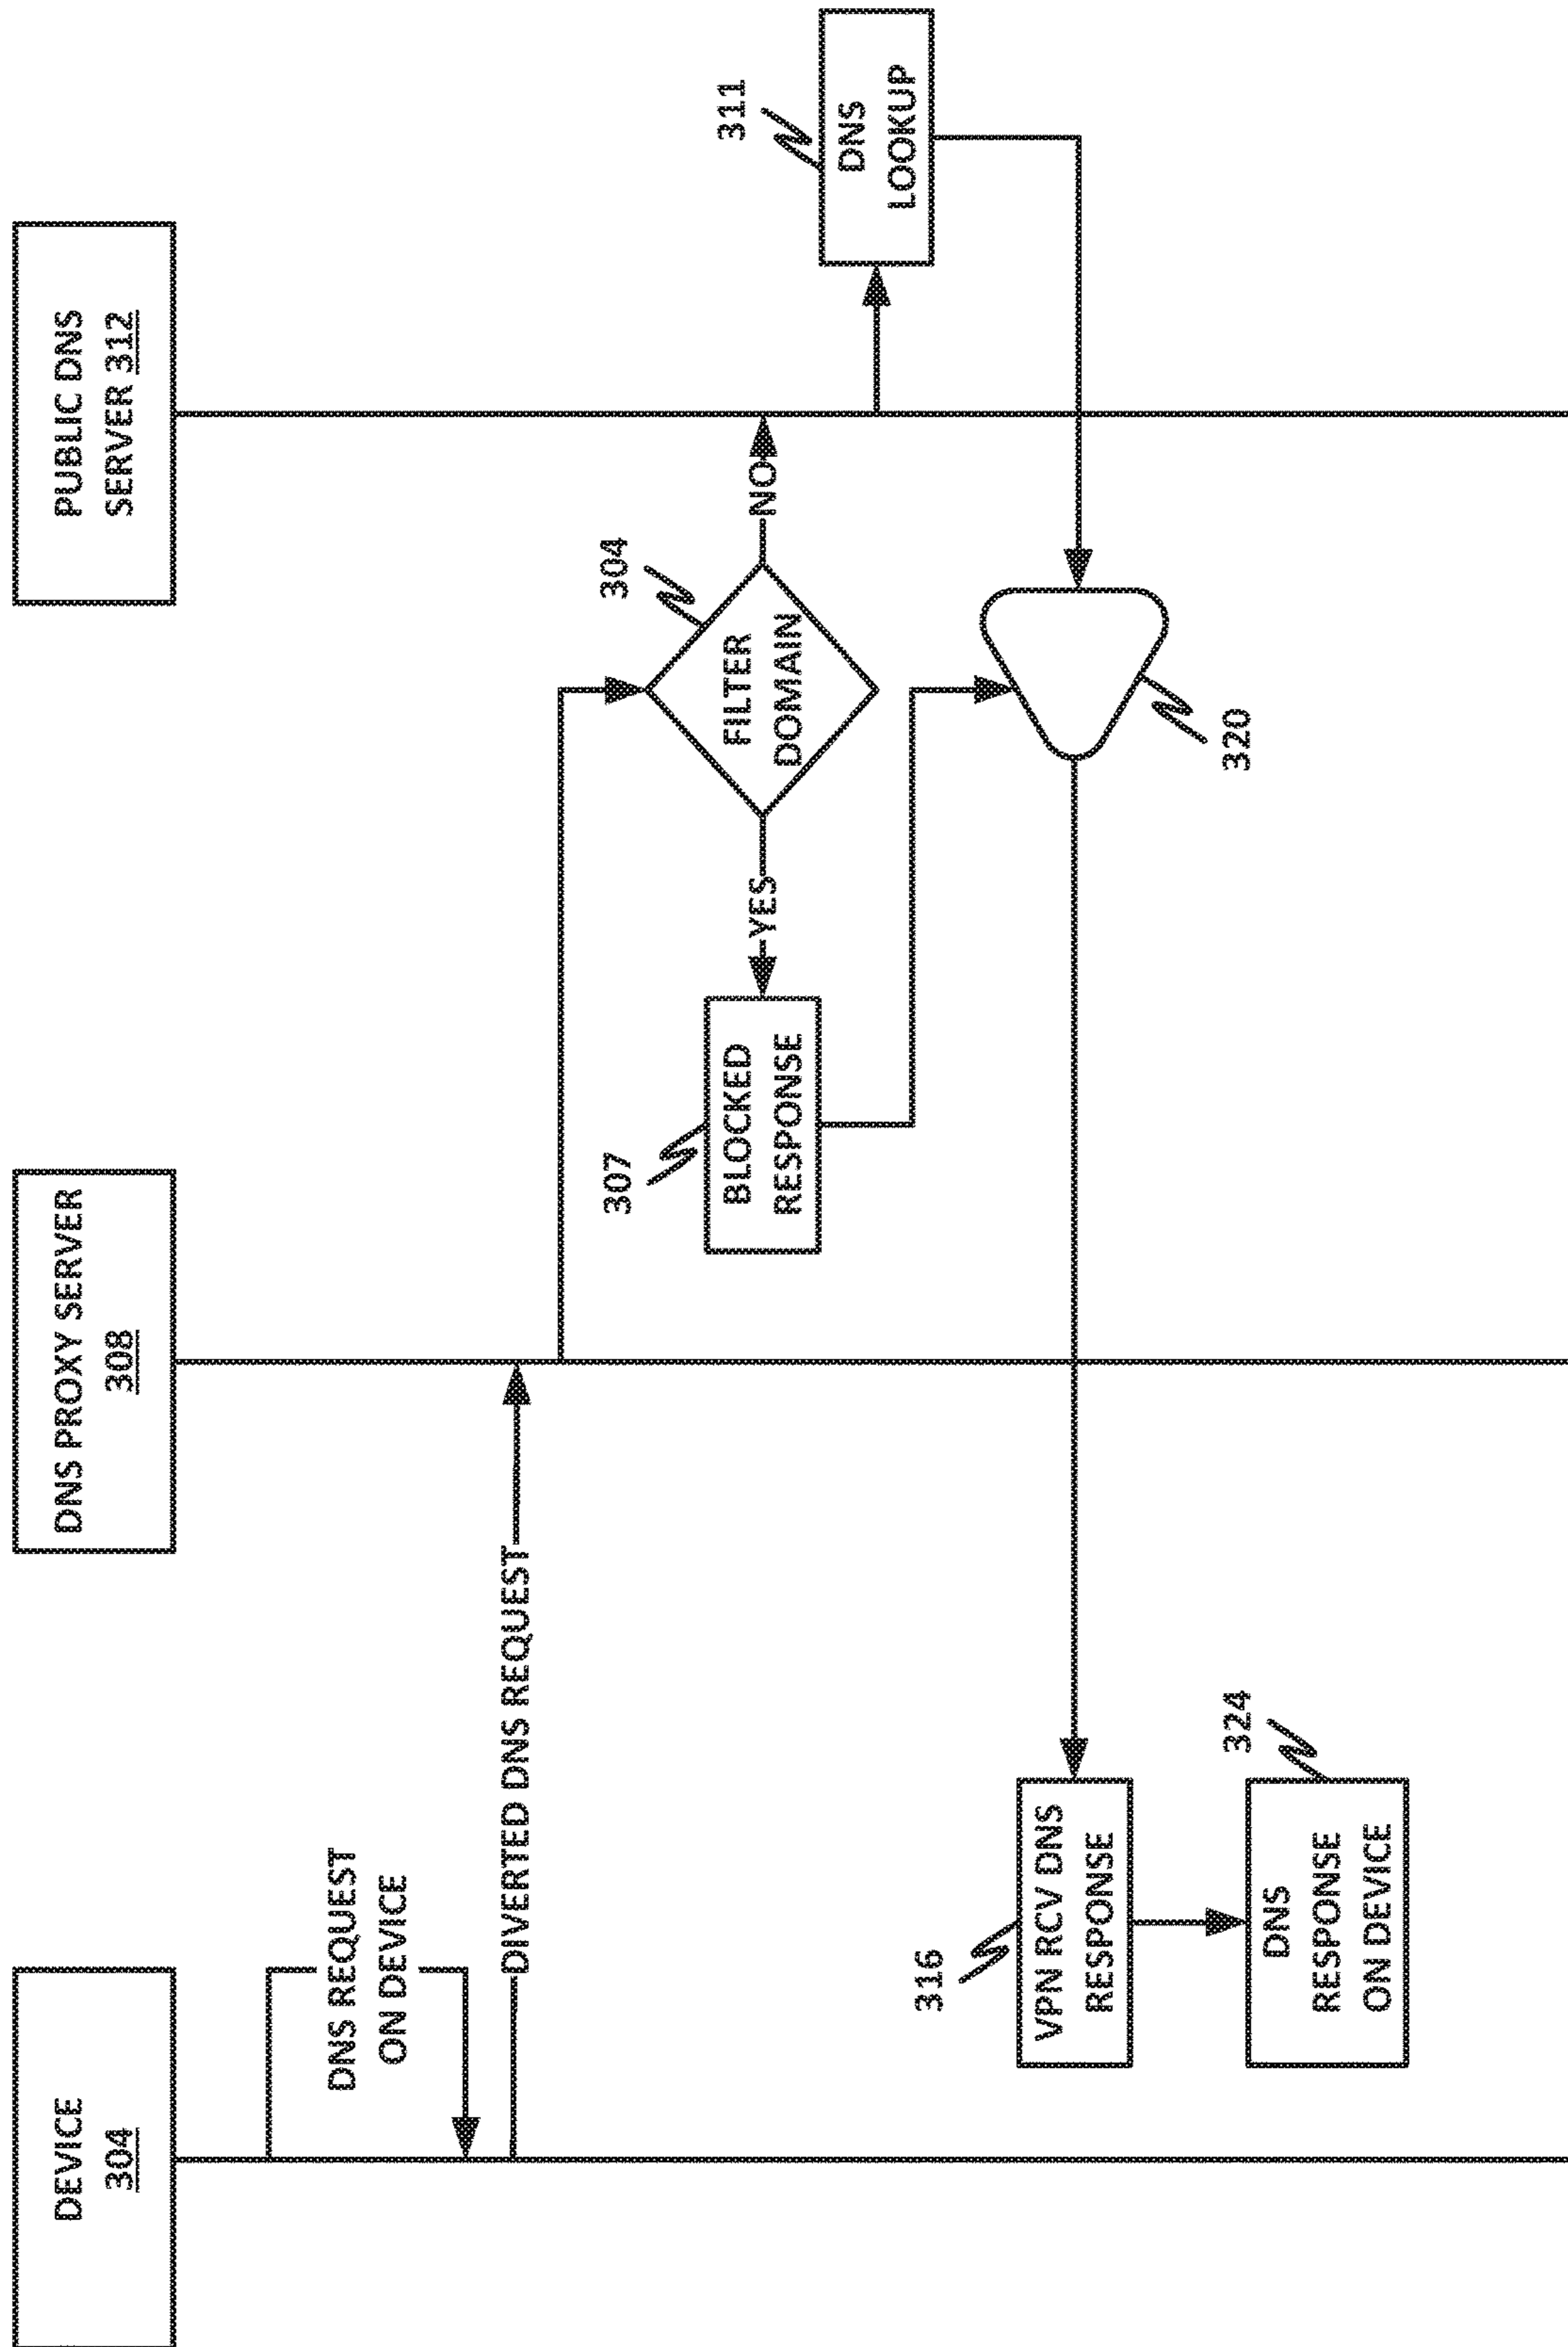 DEVICE
304
DNS PROXY SERVER
308
PUBLIC DNS
SERVER 312
DNS REQUEST
ON DEVICE
DIVERTED DNS REQUEST
304
FILTER
DOMAIN
YES
NO
307
BLOCKED
RESPONSE
311
DNS
LOOKUP
320
316
VPN RCV DNS
RESPONSE
324
DNS
RESPONSE
ON DEVICE